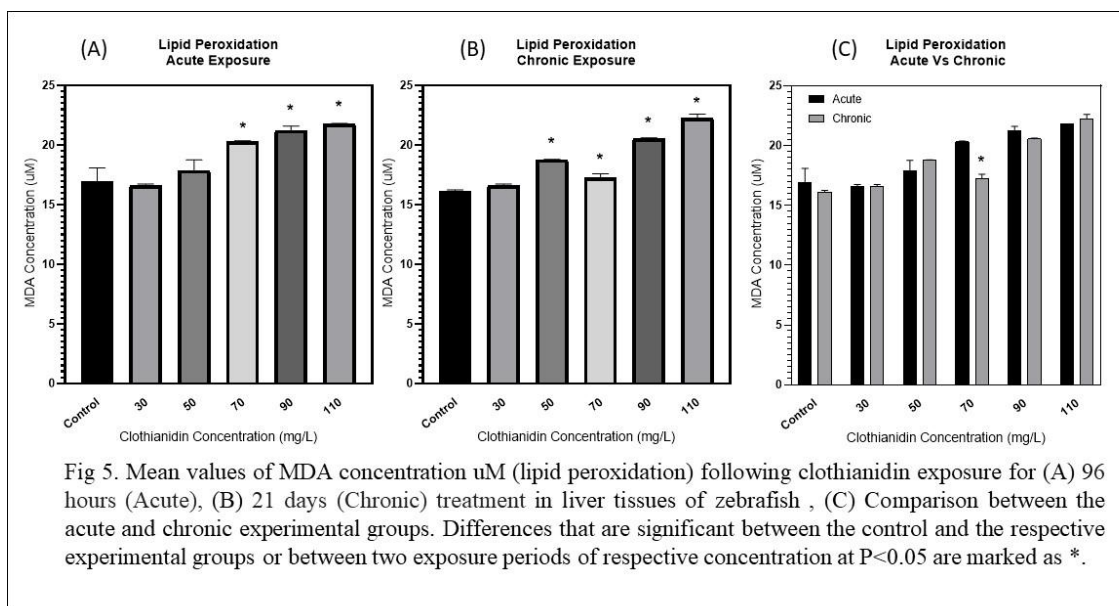 (A)
Lipid Peroxidation
Acute Exposure
MDA Concentration (uM)
25
20
15
10
5
0
*
*
*
Control
30
50
70
90
110
Clothianidin Concentration (mg/L)
(B)
Lipid Peroxidation
Chronic Exposure
MDA Concentration (uM)
25
20
15
10
5
0
*
*
*
*
Control
30
50
70
90
110
Clothianidin Concentration (mg/L)
(C)
Lipid Peroxidation
Acute Vs Chronic
MDA Concentration (uM)
25
20
15
10
5
0
Acute
Chronic
*
Control
30
50
70
90
110
Clothianidin Concentration (mg/L)
Fig 5. Mean values of MDA concentration uM (lipid peroxidation) following clothianidin exposure for (A) 96
hours (Acute), (B) 21 days (Chronic) treatment in liver tissues of zebrafish , (C) Comparison between the
acute and chronic experimental groups. Differences that are significant between the control and the respective
experimental groups or between two exposure periods of respective concentration at P<0.05 are marked as *.